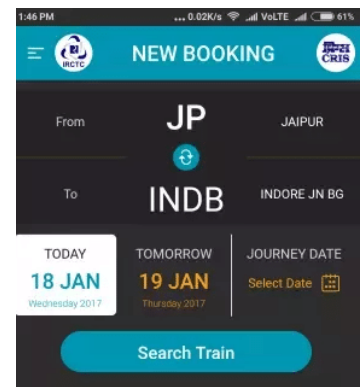 1:46 PM ... 0.02K/s VoLTE 61%
IRCTC
NEW BOOKING
CRIS
From JP JAIPUR
To INDB INDORE JN BG
TODAY TOMORROW JOURNEY DATE
18 JAN 19 JAN Select Date
Wednesday 2017 Thursday 2017
Search Train